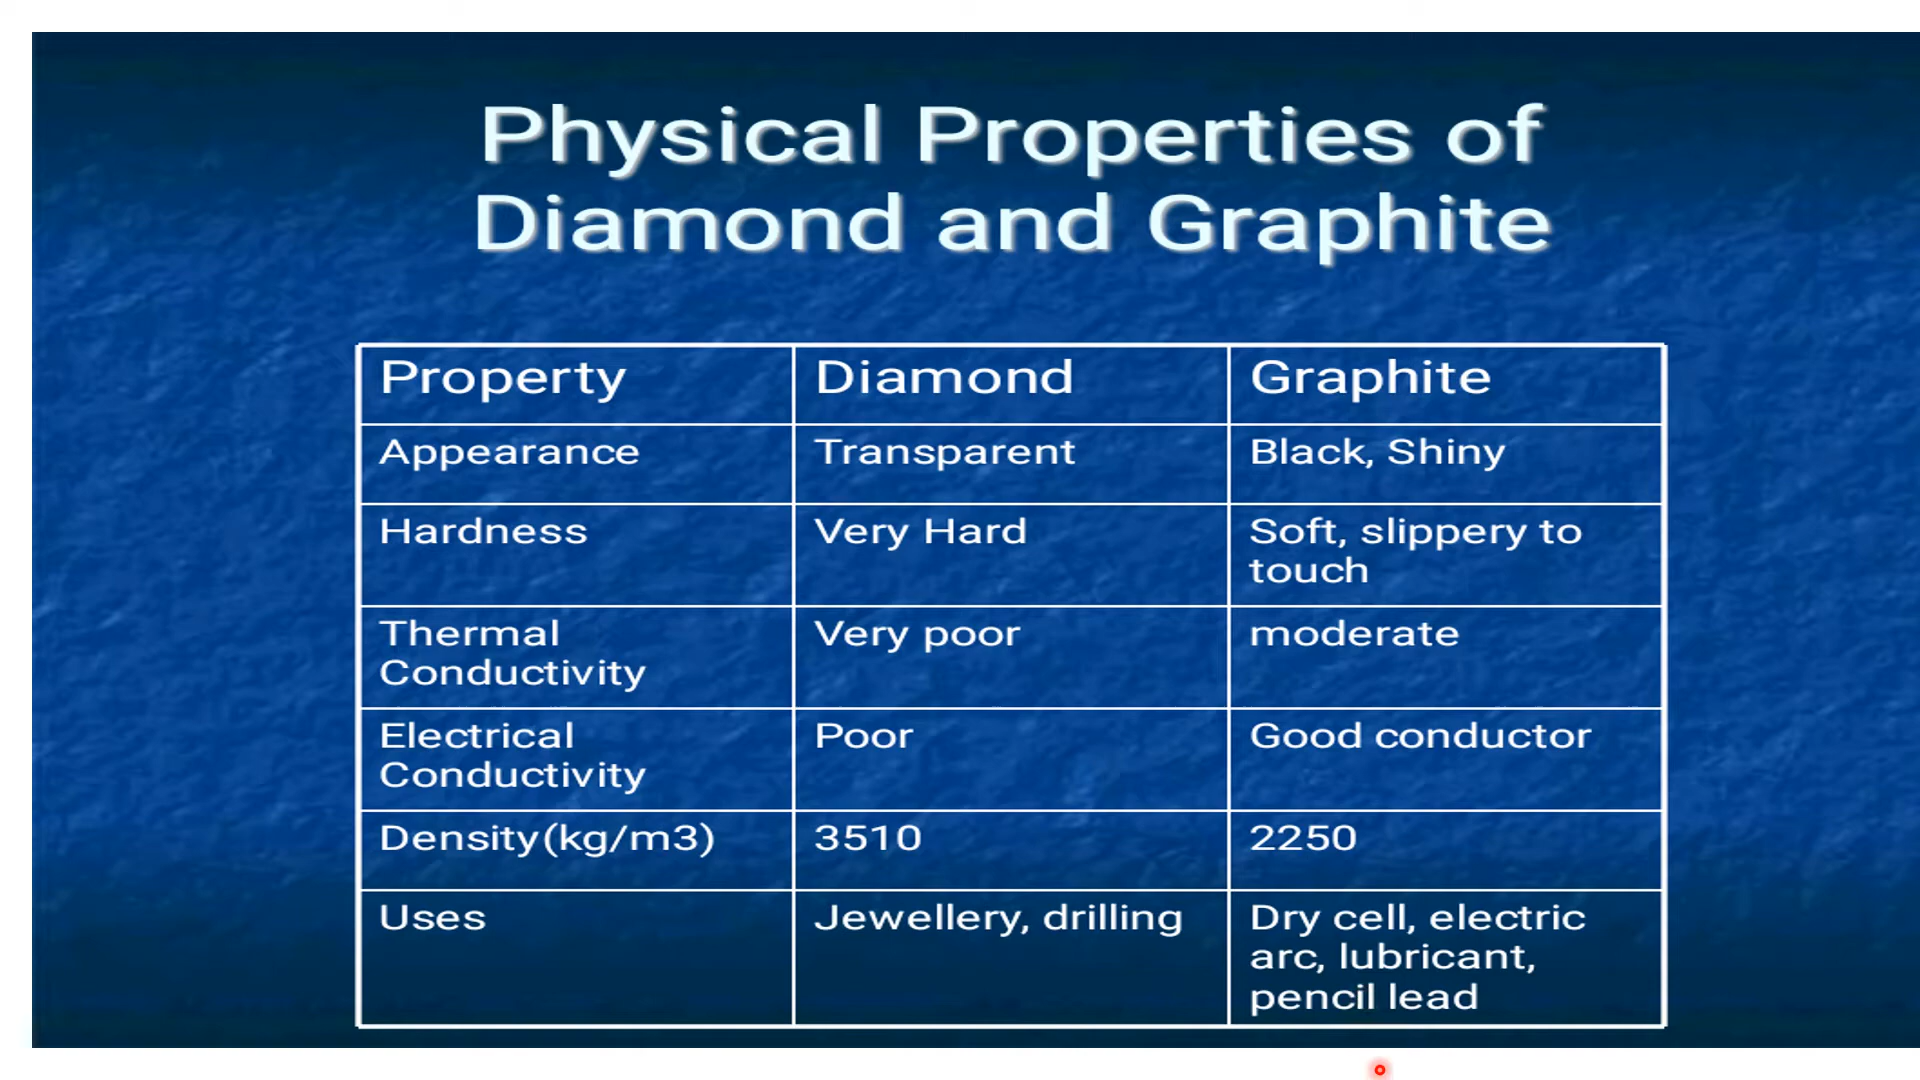 Physical Properties of
Diamond and Graphite
Property Diamond Graphite
Appearance Transparent Black, Shiny
Hardness Very Hard Soft, slippery to
touch
Thermal Very poor moderate
Conductivity
Electrical Poor Good conductor
Conductivity
Density(kg/m3) 3510 2250
Uses Jewellery, drilling Dry cell, electric
arc, lubricant,
pencil lead